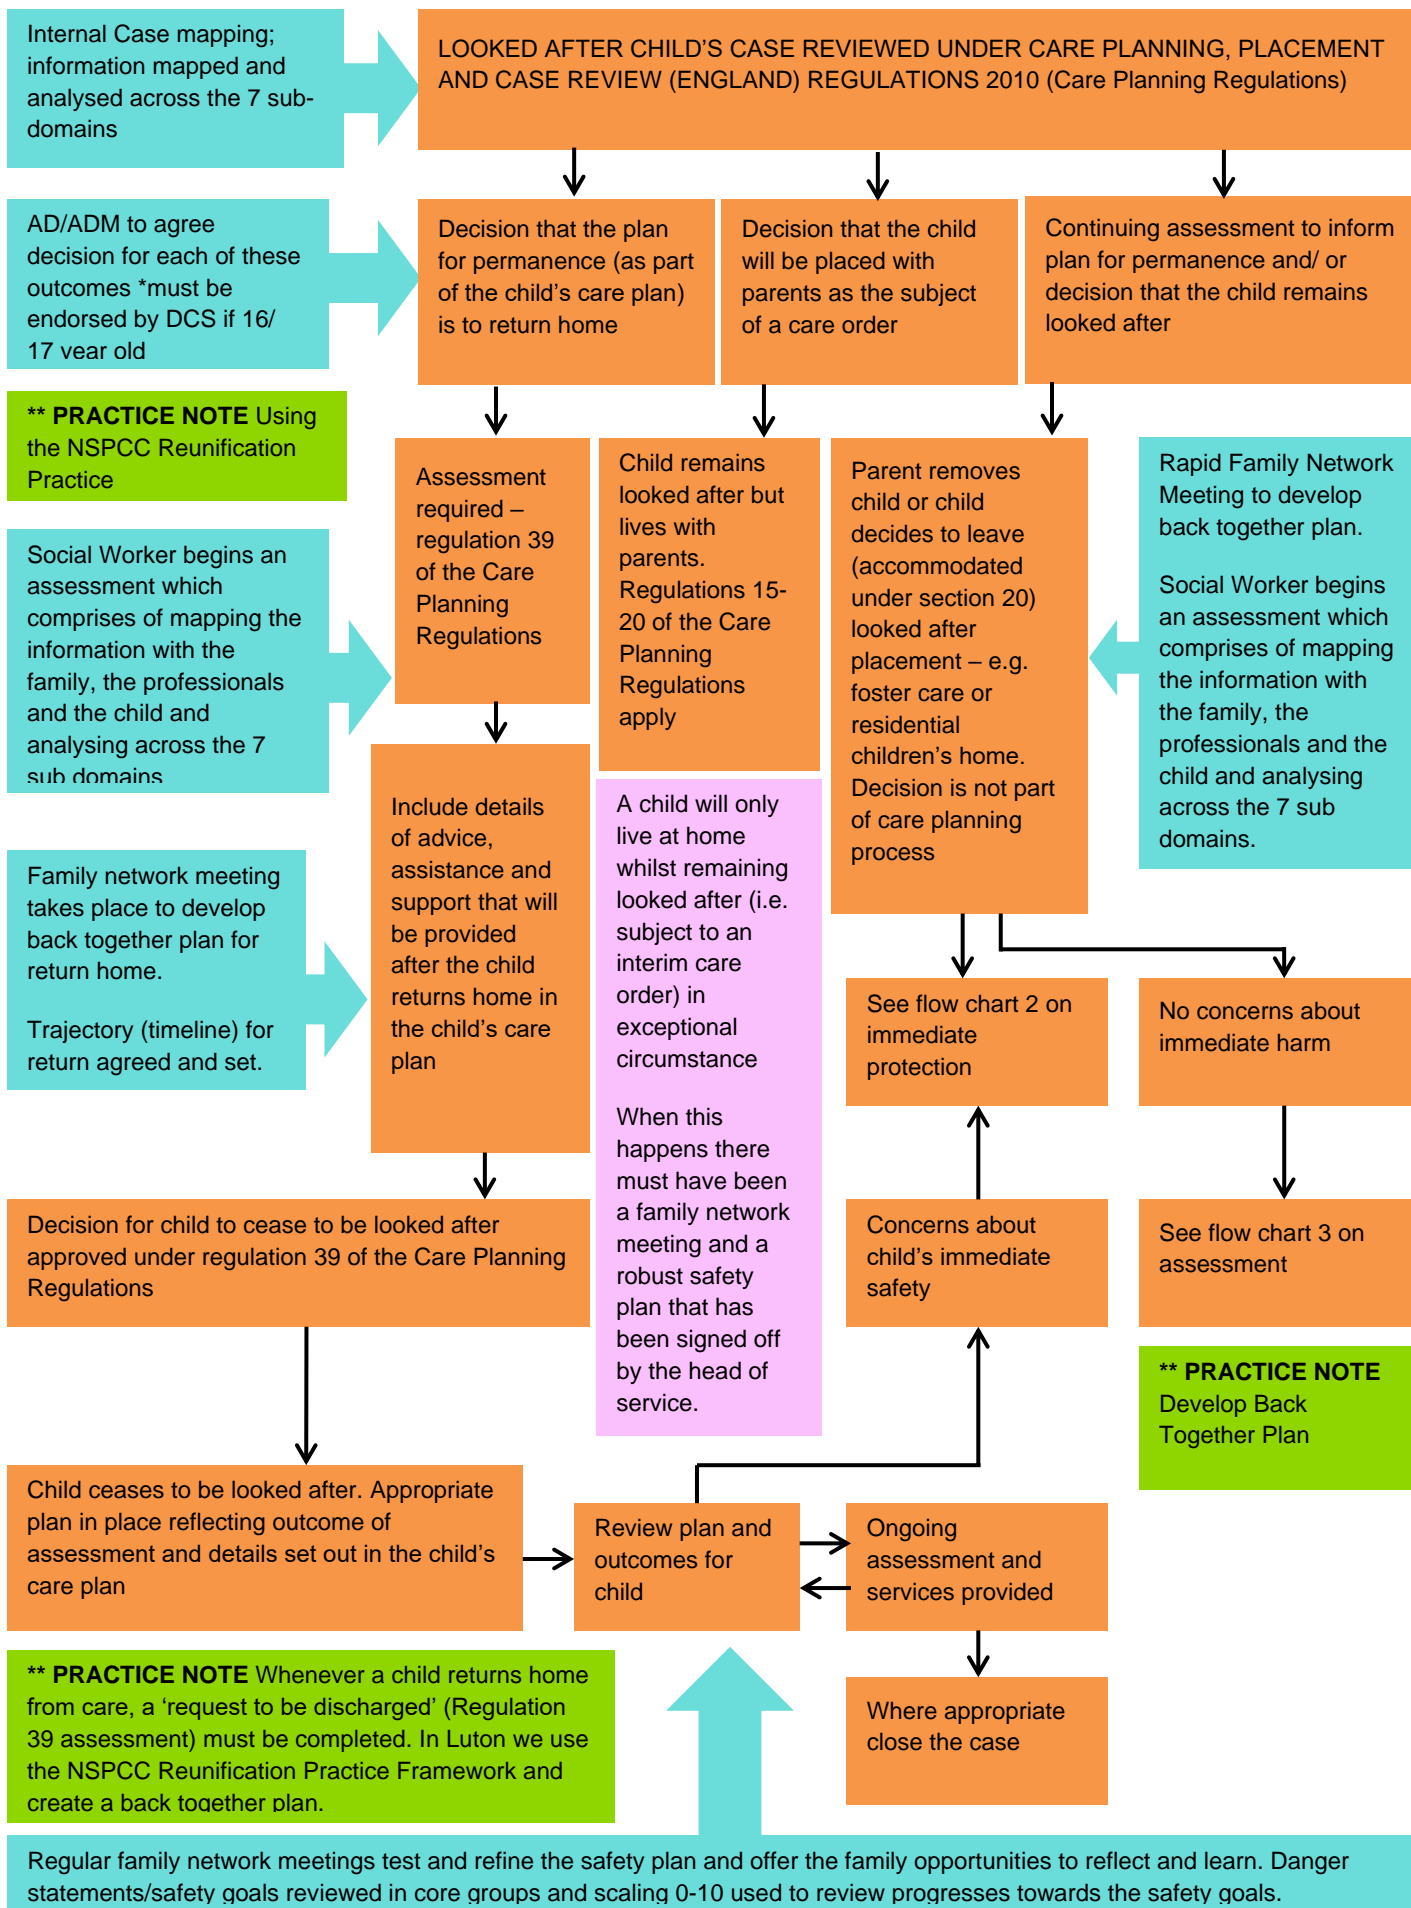 Internal Case mapping;
information mapped and
analysed across the 7 sub-
domains
LOOKED AFTER CHILD'S CASE REVIEWED UNDER CARE PLANNING, PLACEMENT
AND CASE REVIEW (ENGLAND) REGULATIONS 2010 (Care Planning Regulations)
AD/ADM to agree
decision for each of these
outcomes *must be
endorsed by DCS if 16/
17 year old
Decision that the plan
for permanence (as part
of the child's care plan)
is to return home
Decision that the child
will be placed with
parents as the subject
of a care order
Continuing assessment to inform
plan for permanence and/ or
decision that the child remains
looked after
** PRACTICE NOTE Using
the NSPCC Reunification
Practice
Assessment
required –
regulation 39
of the Care
Planning
Regulations
Child remains
looked after but
lives with
parents.
Regulations 15-
20 of the Care
Planning
Regulations
apply
Parent removes
child or child
decides to leave
(accommodated
under section 20)
looked after
placement – e.g.
foster care or
residential
children's home.
Decision is not part
of care planning
process
Rapid Family Network
Meeting to develop
back together plan.
Social Worker begins
an assessment which
comprises of mapping
the information with
the family, the
professionals and the
child and analysing
across the 7 sub
domains.
Social Worker begins an
assessment which
comprises of mapping the
information with the
family, the professionals
and the child and
analysing across the 7
sub domains
Include details
of advice,
assistance and
support that will
be provided
after the child
returns home in
the child's care
plan
A child will only
live at home
whilst remaining
looked after (i.e.
subject to an
interim care
order) in
exceptional
circumstance
When this
happens there
must have been
a family network
meeting and a
robust safety
plan that has
been signed off
by the head of
service.
Family network meeting
takes place to develop
back together plan for
return home.
Trajectory (timeline) for
return agreed and set.
See flow chart 2 on
immediate
protection
No concerns about
immediate harm
Decision for child to cease to be looked after
approved under regulation 39 of the Care Planning
Regulations
Concerns about
child's immediate
safety
See flow chart 3 on
assessment
** PRACTICE NOTE
Develop Back
Together Plan
Child ceases to be looked after. Appropriate
plan in place reflecting outcome of
assessment and details set out in the child's
care plan
Review plan and
outcomes for
child
Ongoing
assessment and
services provided
** PRACTICE NOTE Whenever a child returns home
from care, a 'request to be discharged' (Regulation
39 assessment) must be completed. In Luton we use
the NSPCC Reunification Practice Framework and
create a back together plan.
Where appropriate
close the case
Regular family network meetings test and refine the safety plan and offer the family opportunities to reflect and learn. Danger
statements/safety goals reviewed in core groups and scaling 0-10 used to review progresses towards the safety goals.